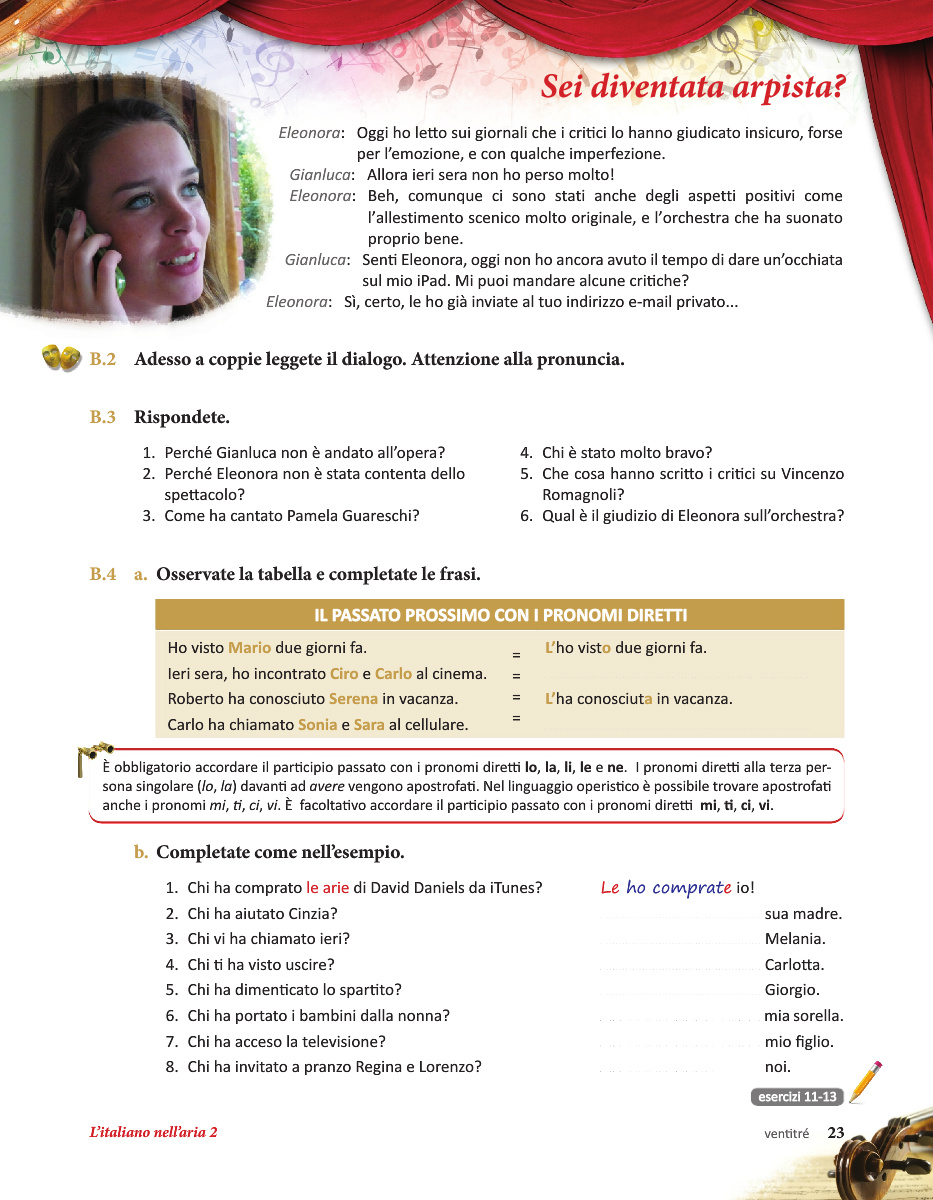 Sei diventata arpista?
Eleonora: Oggi ho letto sui giornali che i critici lo hanno giudicato insicuro, forse
per l'emozione, e con qualche imperfezione.
Gianluca: Allora ieri sera non ho perso molto!
Eleonora: Beh, comunque ci sono stati anche degli aspetti positivi come
l'allestimento scenico molto originale, e l'orchestra che ha suonato
proprio bene.
Gianluca: Senti Eleonora, oggi non ho ancora avuto il tempo di dare un'occhiata
sul mio iPad. Mi puoi mandare alcune critiche?
Eleonora: Sì, certo, le ho già inviate al tuo indirizzo e-mail privato...
B.2 Adesso a coppie leggete il dialogo. Attenzione alla pronuncia.
B.3 Rispondete.
1. Perché Gianluca non è andato all'opera?
2. Perché Eleonora non è stata contenta dello
spettacolo?
3. Come ha cantato Pamela Guareschi?
4. Chi è stato molto bravo?
5. Che cosa hanno scritto i critici su Vincenzo
Romagnoli?
6. Qual è il giudizio di Eleonora sull'orchestra?
B.4 a. Osservate la tabella e completate le frasi.
IL PASSATO PROSSIMO CON I PRONOMI DIRETTI
Ho visto Mario due giorni fa. = L'ho visto due giorni fa.
Ieri sera, ho incontrato Ciro e Carlo al cinema. =
Roberto ha conosciuto Serena in vacanza. = L'ha conosciuta in vacanza.
Carlo ha chiamato Sonia e Sara al cellulare. =
È obbligatorio accordare il participio passato con i pronomi diretti lo, la, li, le e ne. I pronomi diretti alla terza per-
sona singolare (lo, la) davanti ad avere vengono apostrofati. Nel linguaggio operistico è possibile trovare apostrofati
anche i pronomi mi, ti, ci, vi. È facoltativo accordare il participio passato con i pronomi diretti mi, ti, ci, vi.
b. Completate come nell'esempio.
1. Chi ha comprato le arie di David Daniels da iTunes? Le ho comprate io!
2. Chi ha aiutato Cinzia? sua madre.
3. Chi vi ha chiamato ieri? Melania.
4. Chi ti ha visto uscire? Carlotta.
5. Chi ha dimenticato lo spartito? Giorgio.
6. Chi ha portato i bambini dalla nonna? mia sorella.
7. Chi ha acceso la televisione? mio figlio.
8. Chi ha invitato a pranzo Regina e Lorenzo? noi.
esercizi 11-13
L'italiano nell'aria 2
ventitré 23